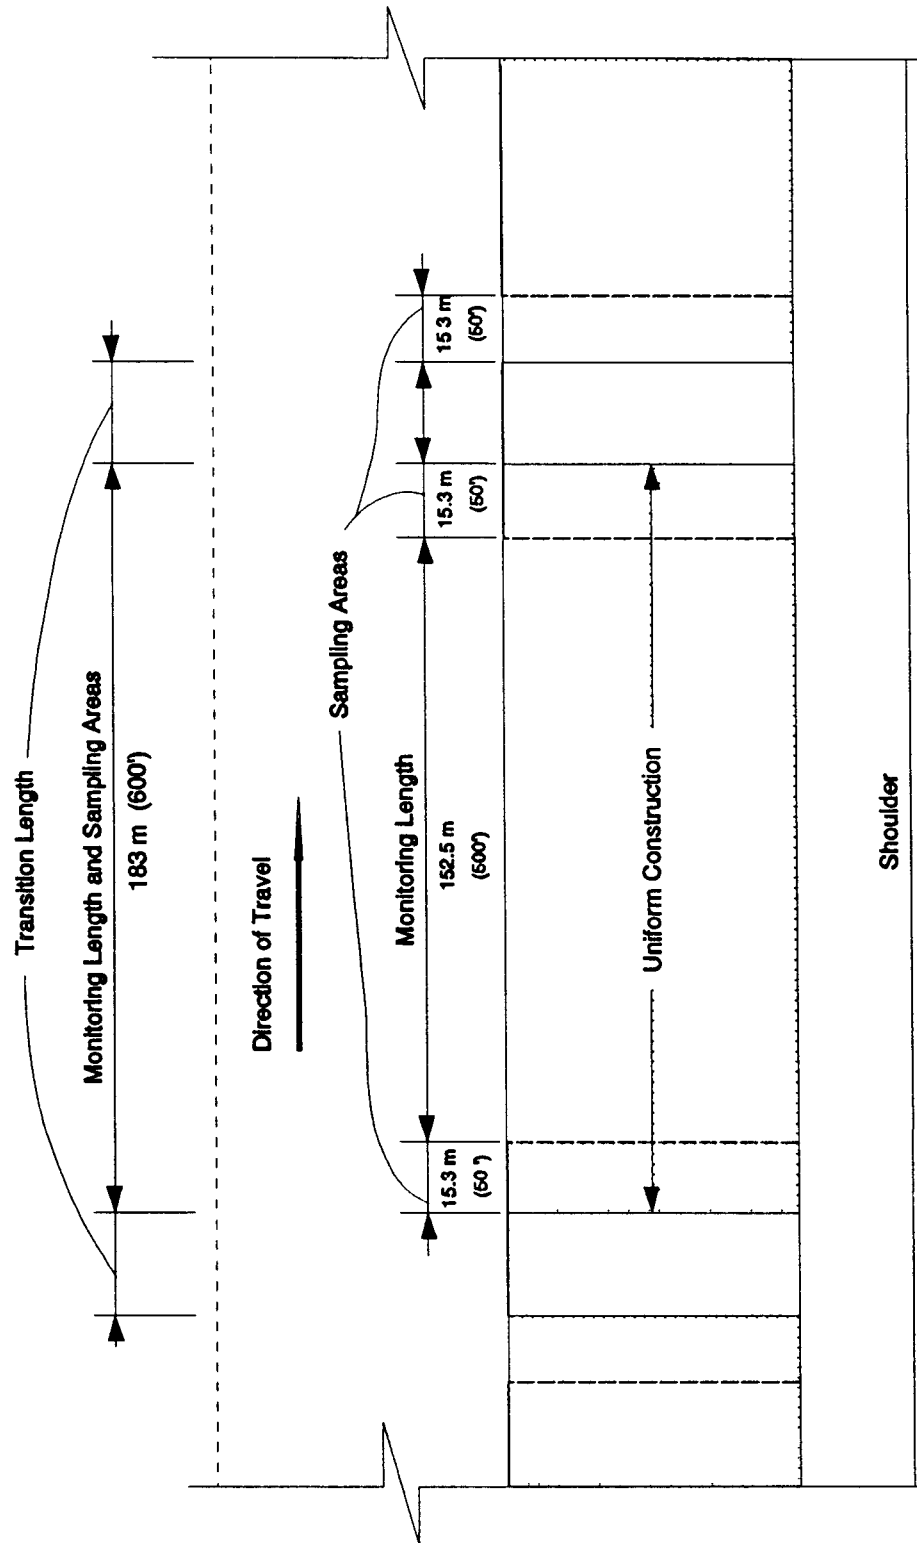 Transition Length
Monitoring Length and Sampling Areas
183 m (600')
Direction of Travel
Sampling Areas
15.3 m
(50')
Monitoring Length
152.5 m
(500')
15.3 m
(50')
15 3 m
(50')
Uniform Construction
Shoulder